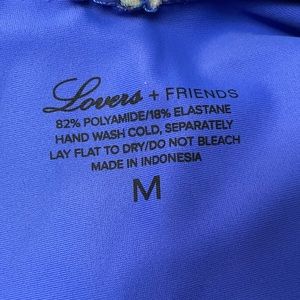 Lovers + FRIENDS
82% POLYAMIDE/18% ELASTANE
HAND WASH COLD, SEPARATELY
LAY FLAT TO DRY/DO NOT BLEACH
MADE IN INDONESIA
M